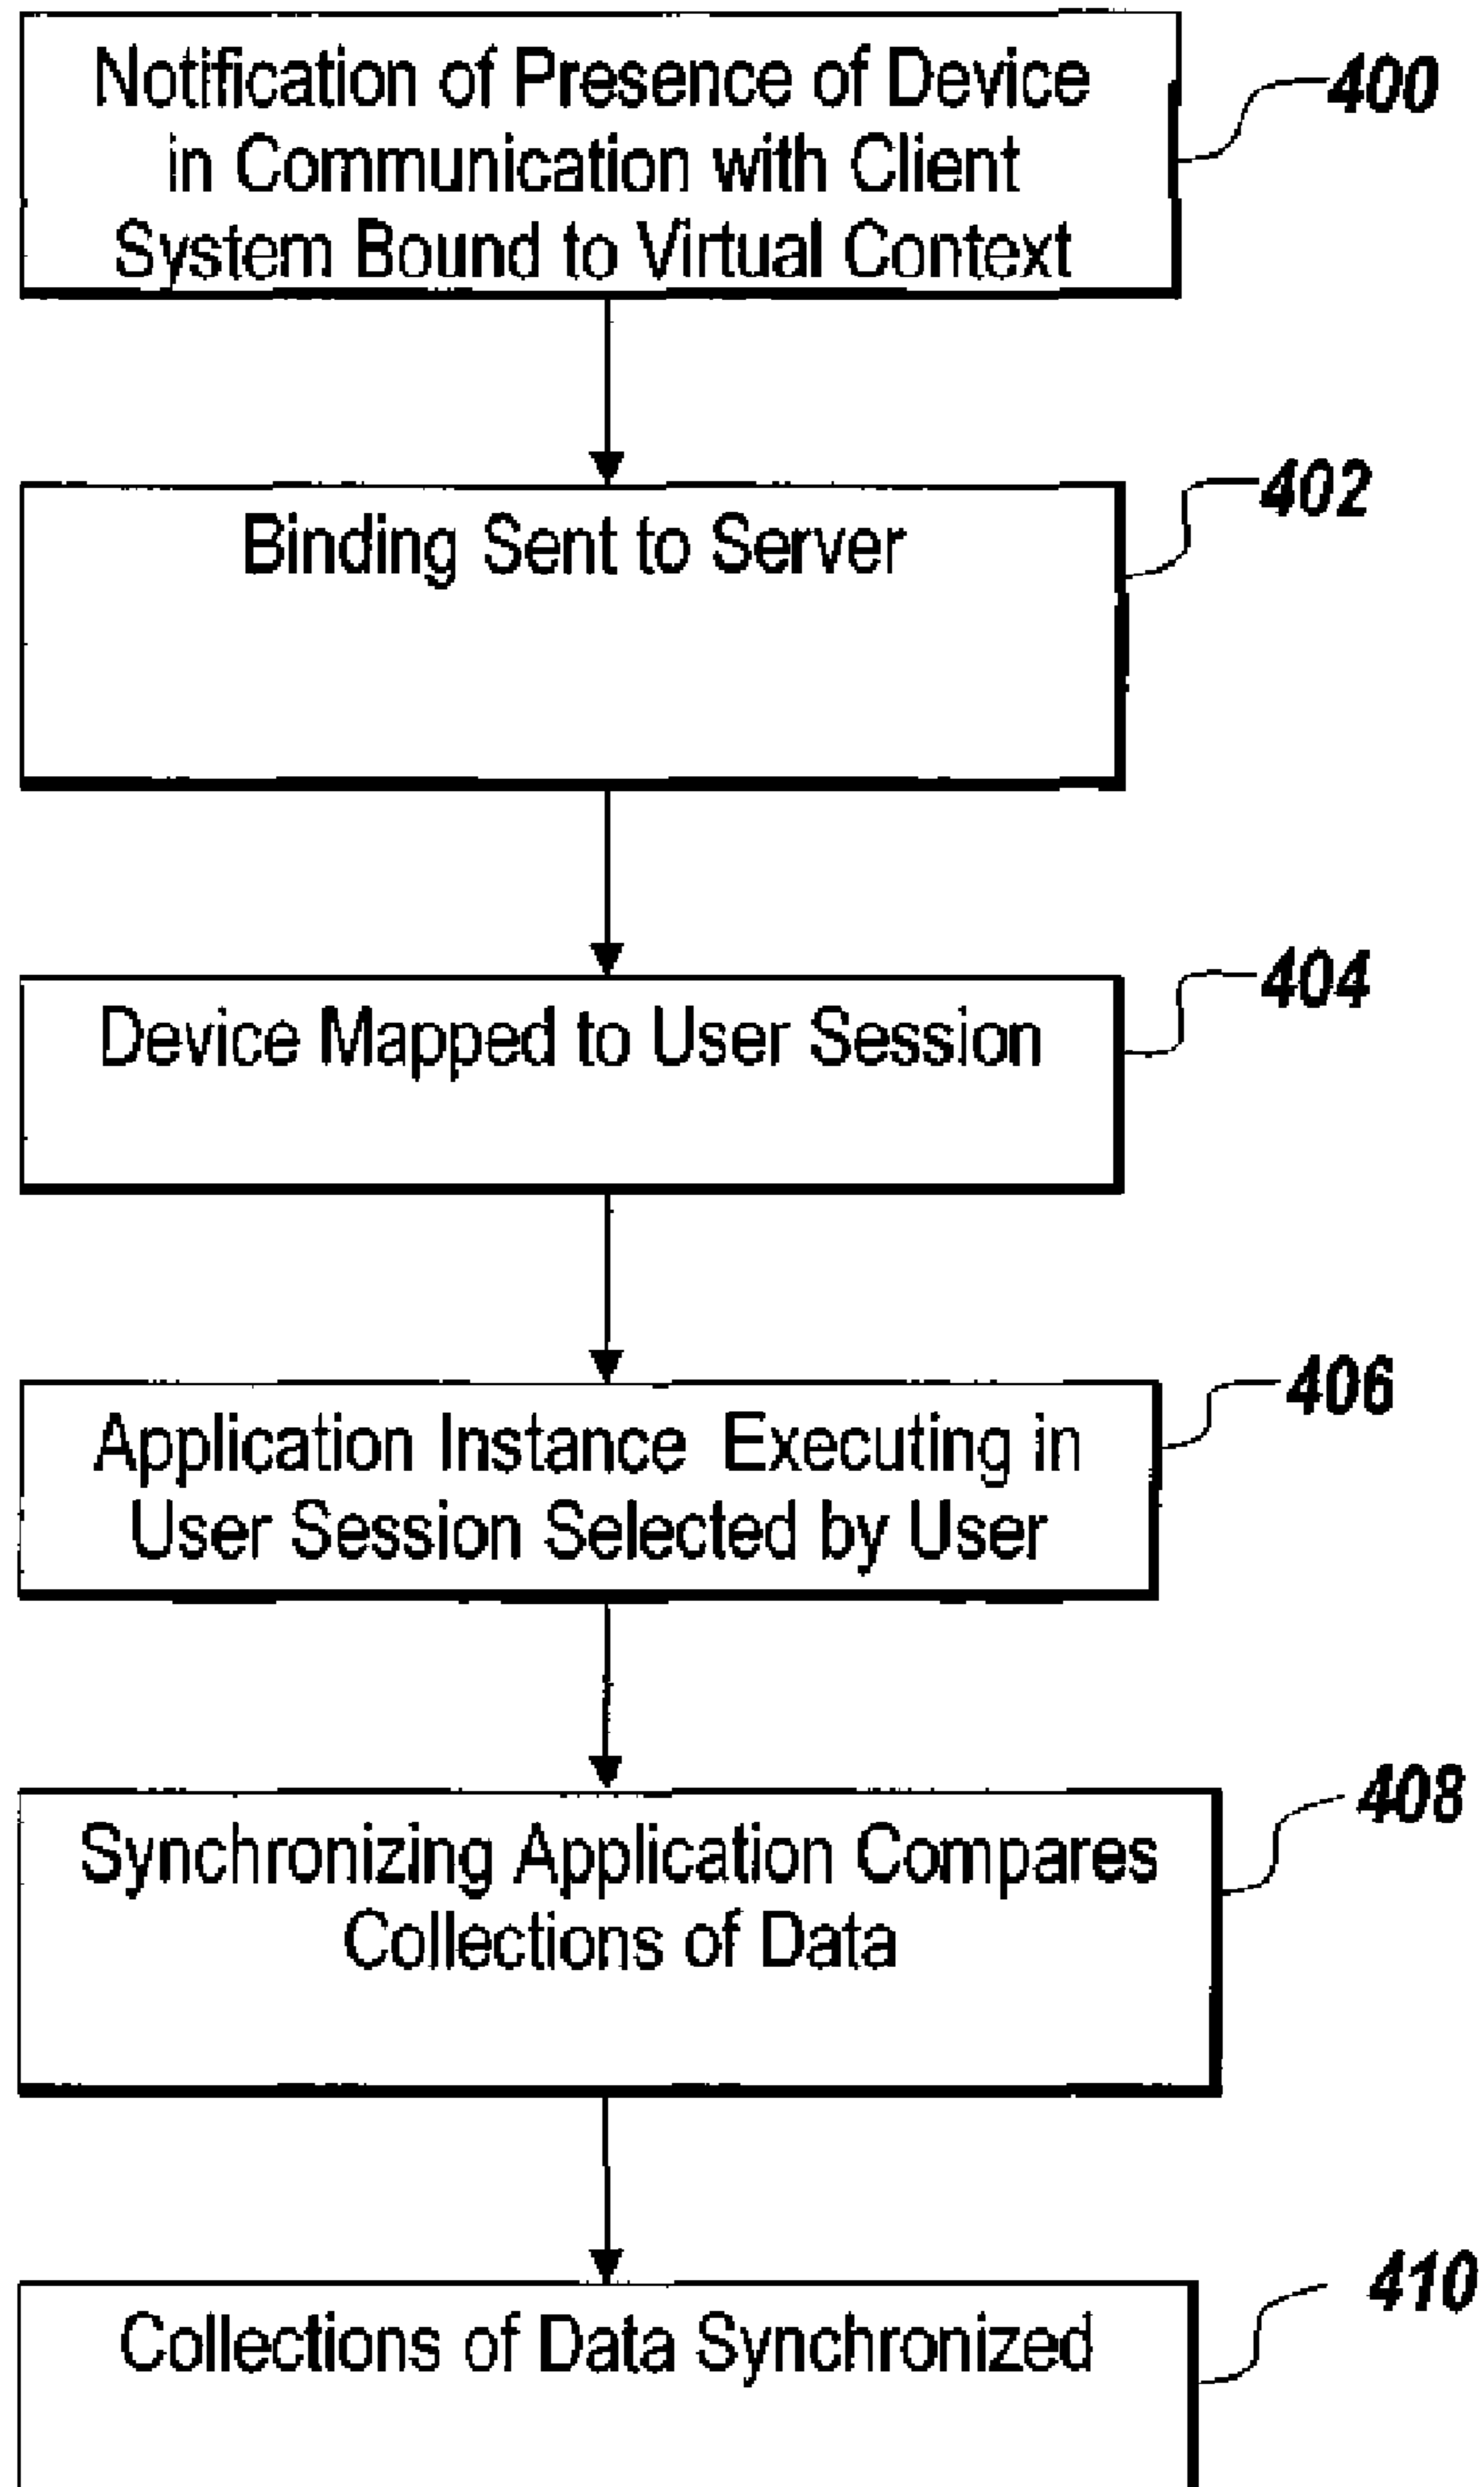 Notification of Presence of Device
in Communication with Client
System Bound to Virtual Context
400
Binding Sent to Server
402
Device Mapped to User Session
404
Application Instance Executing in
User Session Selected by User
406
Synchronizing Application Compares
Collections of Data
408
Collections of Data Synchronized
410